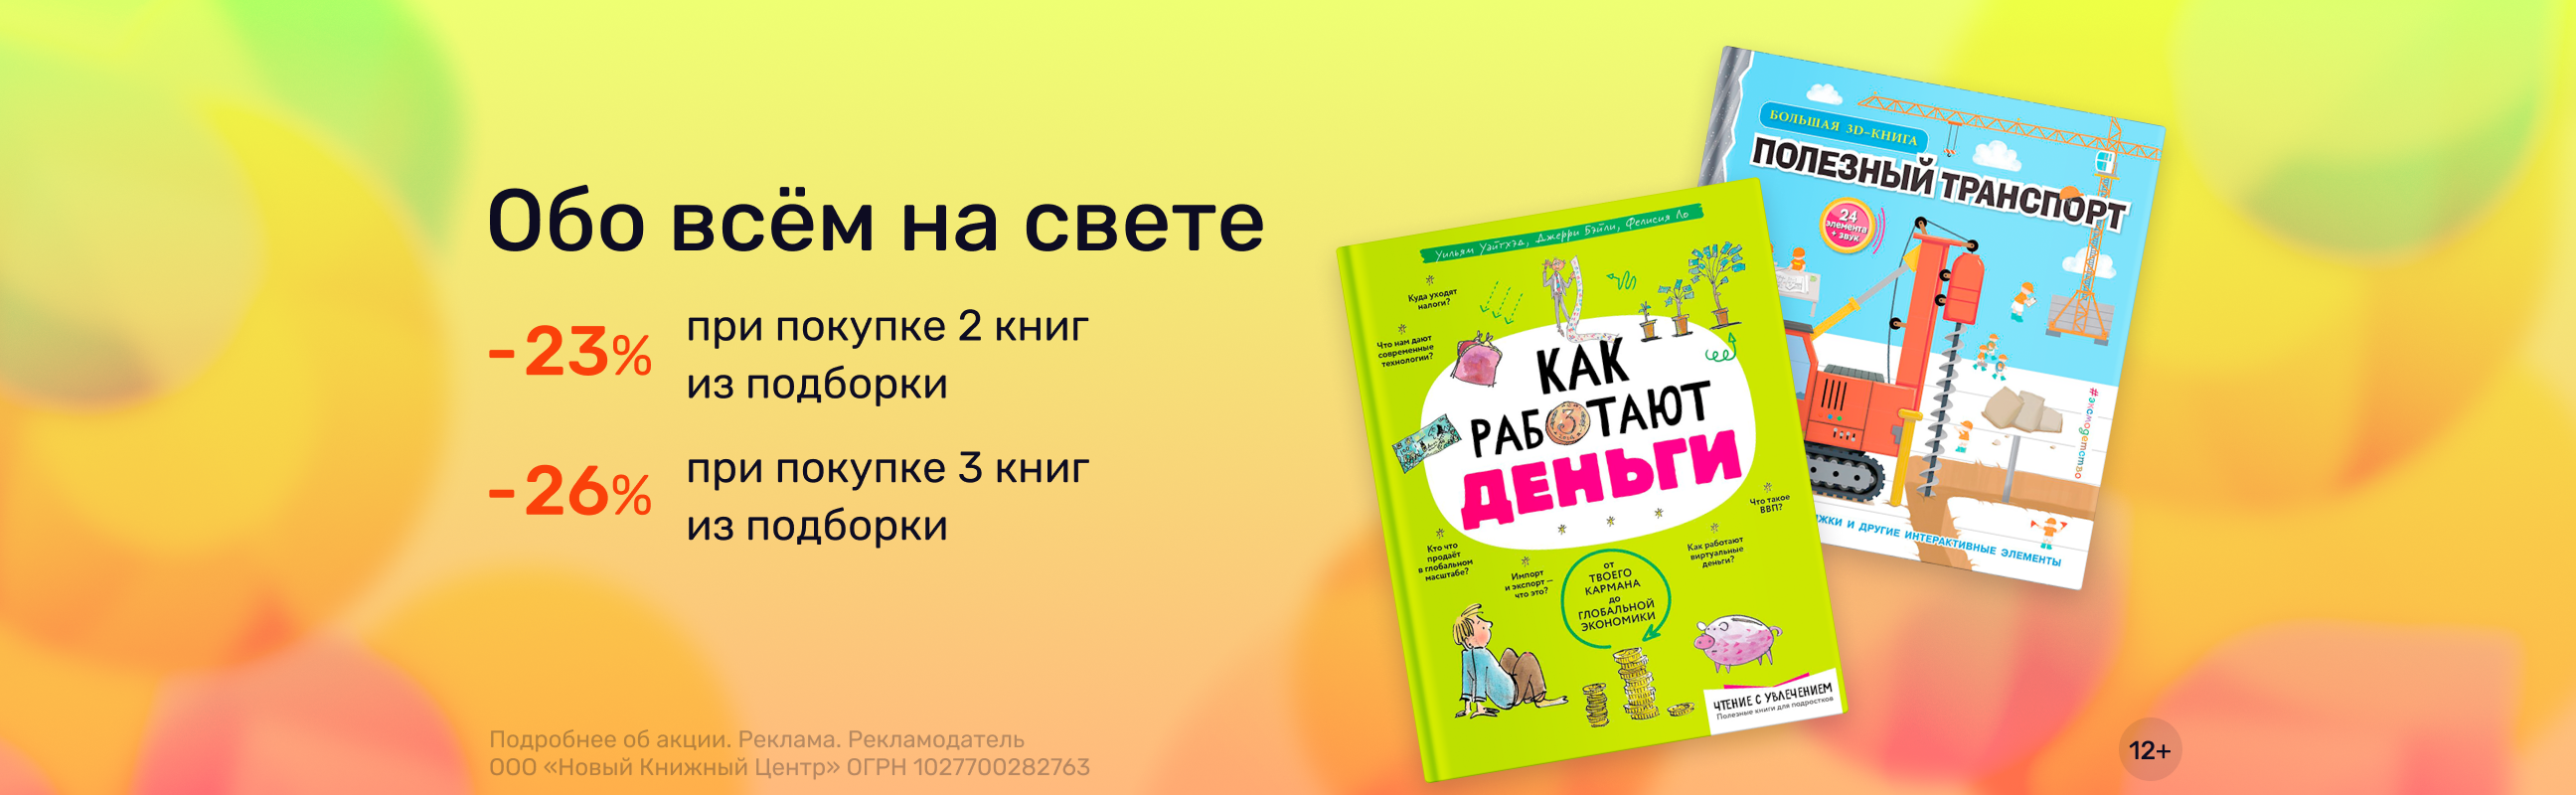 Обо всём на свете
-23%
при покупке 2 книг
из подборки
-26%
при покупке 3 книг
из подборки
Подробнее об акции. Реклама. Рекламодатель
ООО «Новый Книжный Центр» ОГРН 1027700282763
Уильям Уайтхэд, Джерри Бэйли, Фелисия Ло
Куда уходят
налоги?
Что нам дают
современные
технологии?
КАК
РАБОТАЮТ
3
ДЕНЬГИ
Что такое
ВВП?
Кто что
продаёт
в глобальном
масштабе?
Импорт
и экспорт –
что это?
Как работают
виртуальные
деньги?
от
ТВОЕГО
КАРМАНА
до
ГЛОБАЛЬНОЙ
ЭКОНОМИКИ
ЧТЕНИЕ С УВЛЕЧЕНИЕМ
Полезные книги для подростков
БОЛЬШАЯ 3D-КНИГА
ПОЛЕЗНЫЙ ТРАНСПОРТ
24
элемента
+ звук
#эксмодетство
ЖКИ И ДРУГИЕ ИНТЕРАКТИВНЫЕ ЭЛЕМЕНТЫ
12+